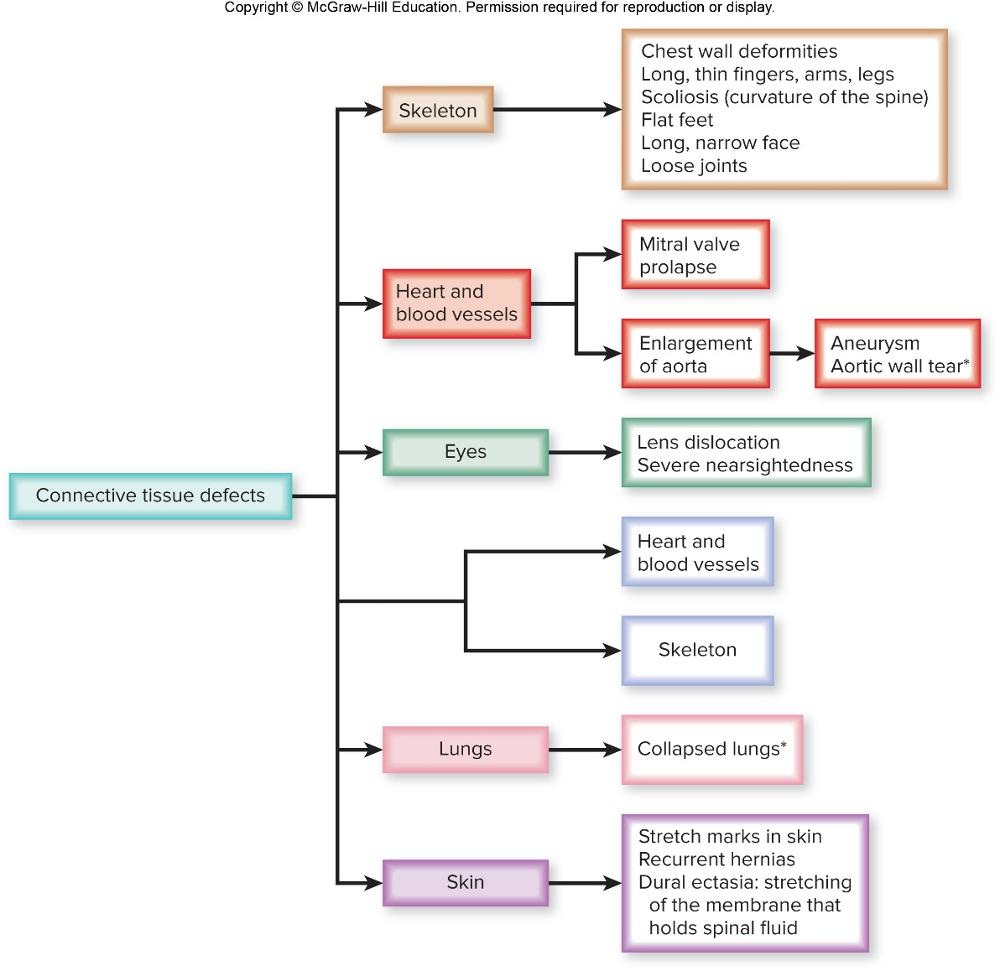 Copyright © McGraw-Hill Education. Permission required for reproduction or display.
Skeleton
Chest wall deformities
Long, thin fingers, arms, legs
Scoliosis (curvature of the spine)
Flat feet
Long, narrow face
Loose joints
Heart and
blood vessels
Mitral valve
prolapse
Enlargement
of aorta
Aneurysm
Aortic wall tear*
Eyes
Lens dislocation
Severe nearsightedness
Connective tissue defects
Heart and
blood vessels
Skeleton
Lungs
Collapsed lungs*
Skin
Stretch marks in skin
Recurrent hernias
Dural ectasia: stretching
of the membrane that
holds spinal fluid